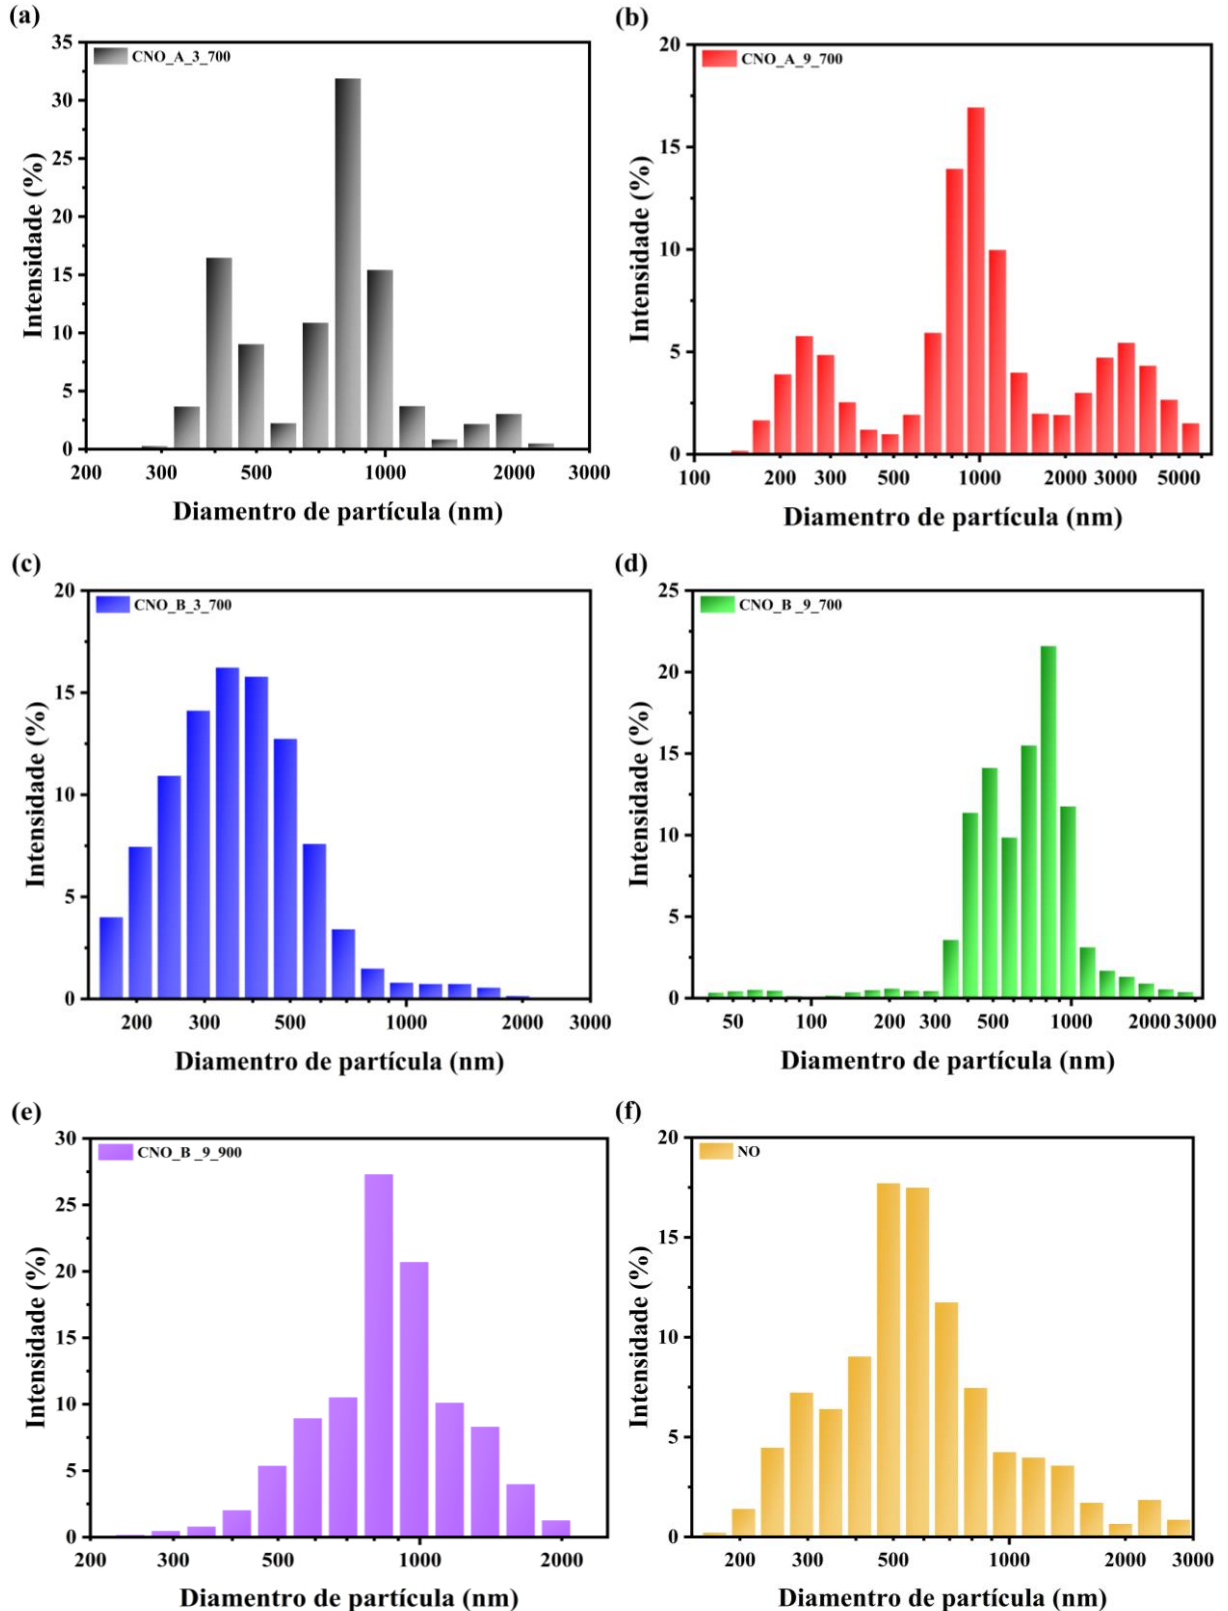 (a)
CNO_A_3_700
35
30
25
20
15
10
5
0
Intensidade (%)
200 300 500 1000 2000 3000
Diamentro de partícula (nm)
(b)
CNO_A_9_700
20
15
10
5
0
Intensidade (%)
100 200 300 500 1000 2000 3000 5000
Diamentro de partícula (nm)
(c)
CNO_B_3_700
20
15
10
5
0
Intensidade (%)
200 300 500 1000 2000 3000
Diamentro de partícula (nm)
(d)
CNO_B _9_700
25
20
15
10
5
0
Intensidade (%)
50 100 200 300 500 1000 2000 3000
Diamentro de partícula (nm)
(e)
CNO_B _9_900
30
25
20
15
10
5
0
Intensidade (%)
200 300 500 1000 2000
Diamentro de partícula (nm)
(f)
NO
20
15
10
5
0
Intensidade (%)
200 300 500 1000 2000 3000
Diamentro de partícula (nm)